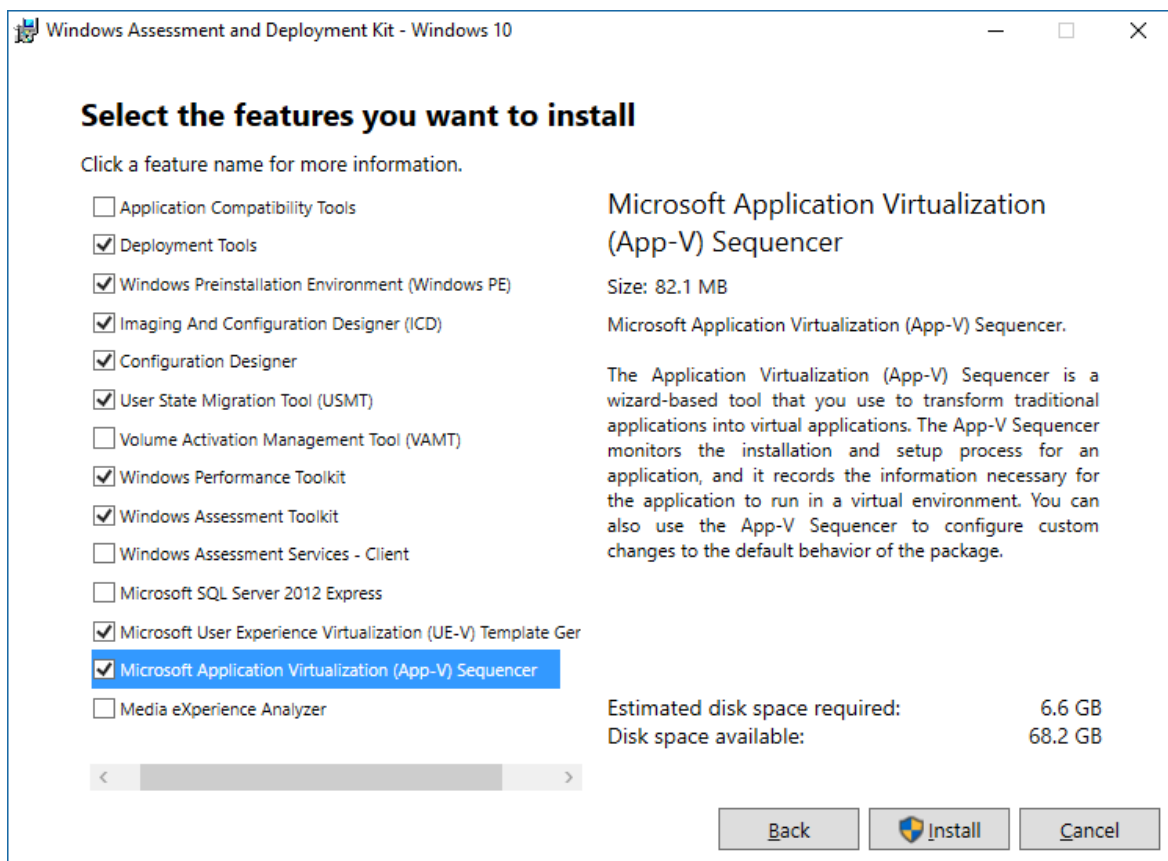 Windows Assessment and Deployment Kit - Windows 10
Select the features you want to install
Click a feature name for more information.
Application Compatibility Tools
Deployment Tools
Windows Preinstallation Environment (Windows PE)
Imaging And Configuration Designer (ICD)
Configuration Designer
User State Migration Tool (USMT)
Volume Activation Management Tool (VAMT)
Windows Performance Toolkit
Windows Assessment Toolkit
Windows Assessment Services - Client
Microsoft SQL Server 2012 Express
Microsoft User Experience Virtualization (UE-V) Template Ger
Microsoft Application Virtualization (App-V) Sequencer
Media eXperience Analyzer
Microsoft Application Virtualization
(App-V) Sequencer
Size: 82.1 MB
Microsoft Application Virtualization (App-V) Sequencer.
The Application Virtualization (App-V) Sequencer is a
wizard-based tool that you use to transform traditional
applications into virtual applications. The App-V Sequencer
monitors the installation and setup process for an
application, and it records the information necessary for
the application to run in a virtual environment. You can
also use the App-V Sequencer to configure custom
changes to the default behavior of the package.
Estimated disk space required: 6.6 GB
Disk space available: 68.2 GB
Back Install Cancel